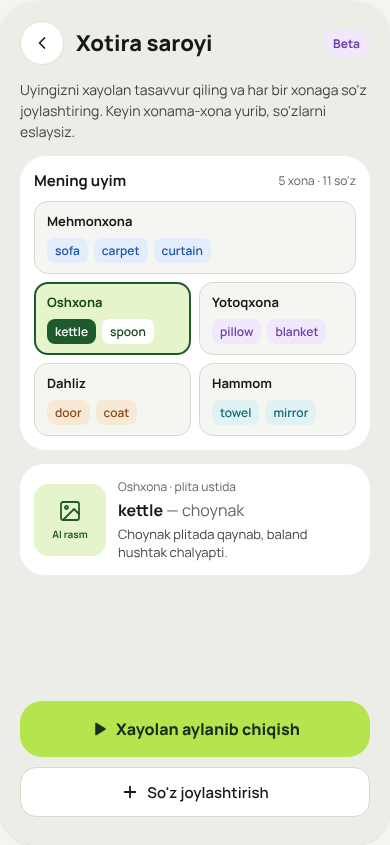 Xotira saroyi
Beta
Uyingizni xayolan tasavvur qiling va har bir xonaga so'z
joylashtiring. Keyin xonama-xona yurib, so'zlarni
eslaysiz.
Mening uyim
5 xona · 11 so'z
Mehmonxona
sofa carpet curtain
Oshxona
kettle spoon
Yotoqxona
pillow blanket
Dahliz
door coat
Hammom
towel mirror
Oshxona · plita ustida
kettle — choynak
Choynak plitada qaynab, baland
hushtak chalyapti.
AI rasm
Xayolan aylanib chiqish
So'z joylashtirish